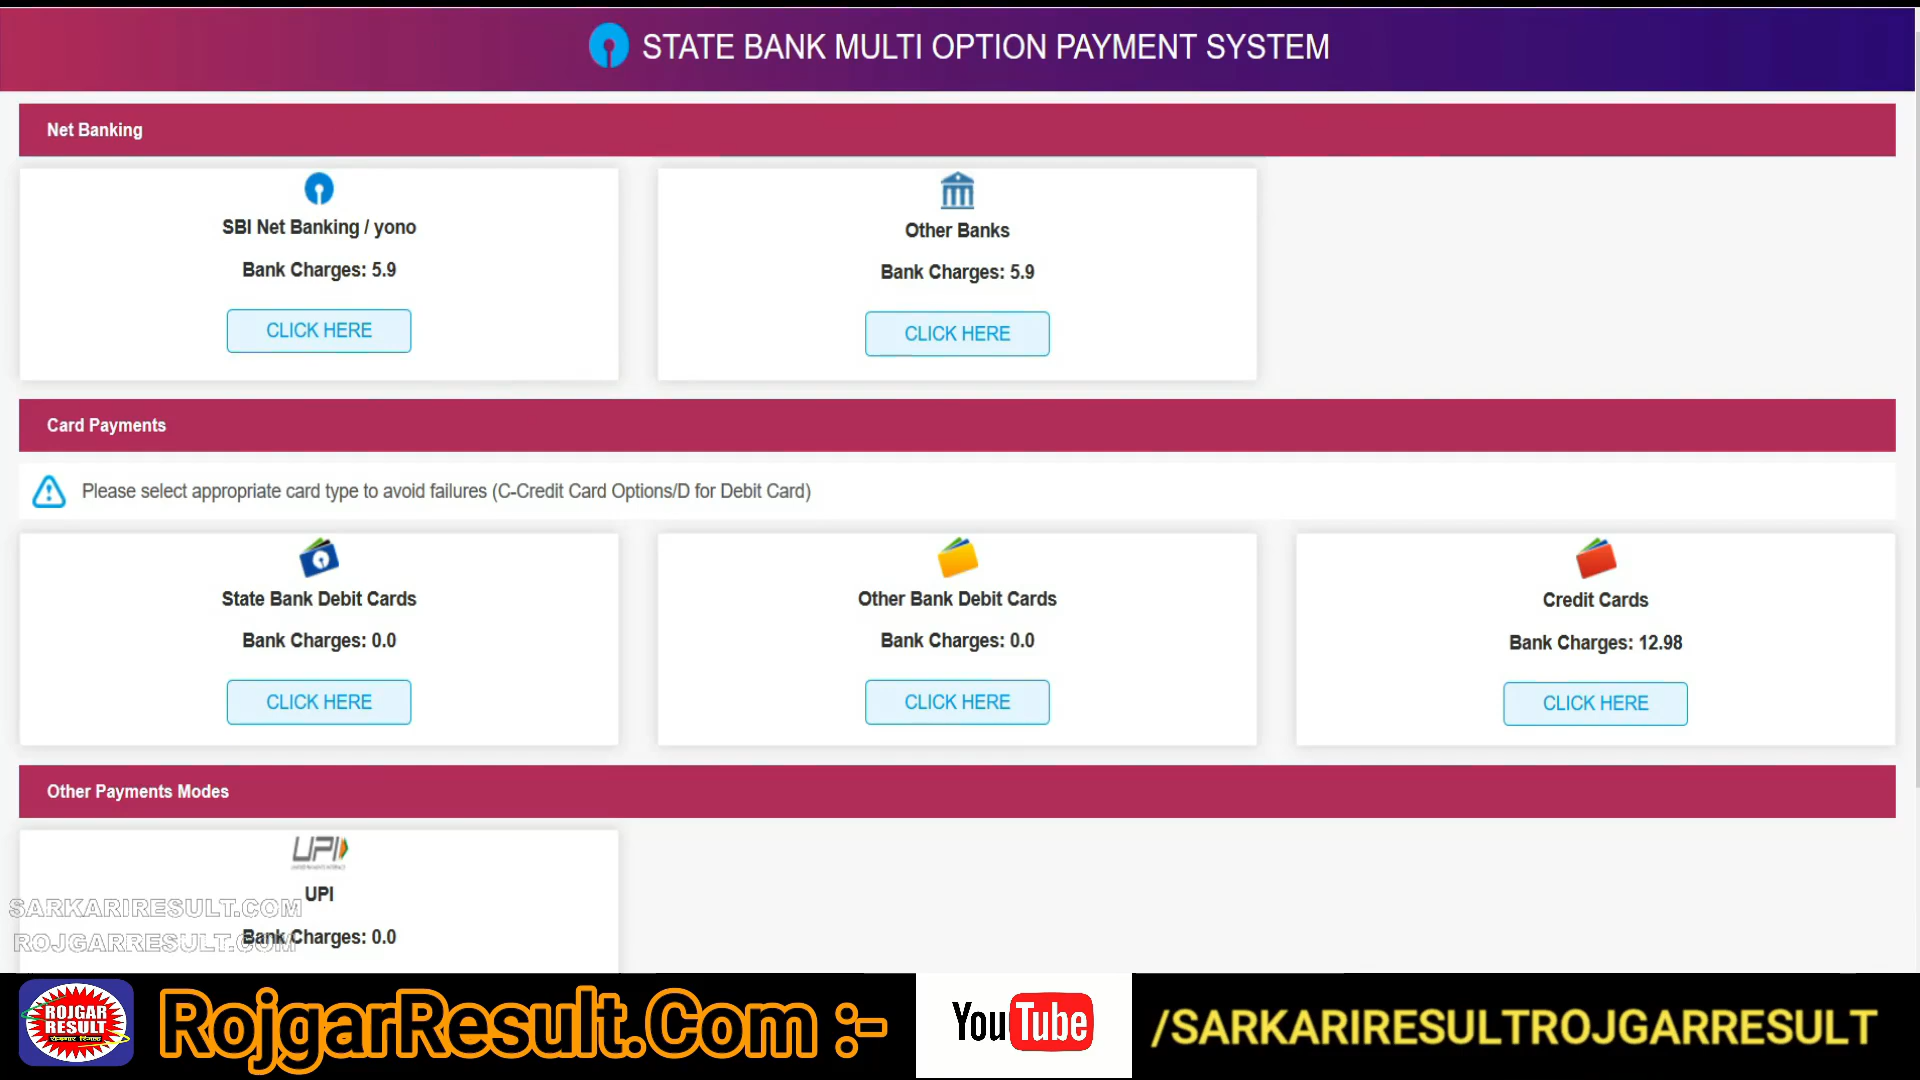 STATE BANK MULTI OPTION PAYMENT SYSTEM
Net Banking
SBI Net Banking / yono
Bank Charges: 5.9
CLICK HERE
Other Banks
Bank Charges: 5.9
CLICK HERE
Card Payments
Please select appropriate card type to avoid failures (C-Credit Card Options/D for Debit Card)
State Bank Debit Cards
Bank Charges: 0.0
CLICK HERE
Other Bank Debit Cards
Bank Charges: 0.0
CLICK HERE
Credit Cards
Bank Charges: 12.98
CLICK HERE
Other Payments Modes
UPI
UPI
Bank Charges: 0.0
SARKARIRESULT.COM
ROJGARRESULT.COM
ROJGAR
RESULT
RojgarResult.Com :-
YouTube
/SARKARIRESULTROJGARRESULT